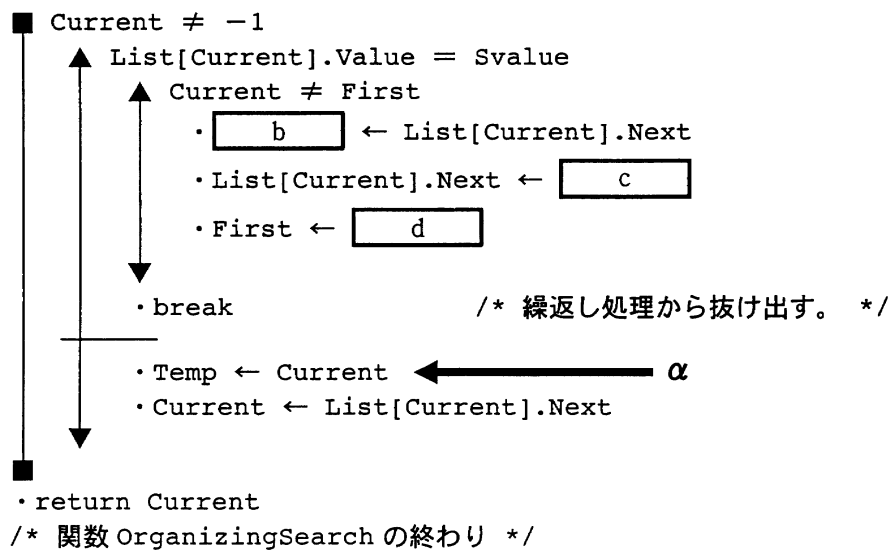 Current ≠ −1
List[Current].Value = Svalue
Current ≠ First
・ b ← List[Current].Next
・List[Current].Next ← c
・First ← d
・break /* 繰返し処理から抜け出す。 */
・Temp ← Current α
・Current ← List[Current].Next
・return Current
/* 関数 OrganizingSearch の終わり */